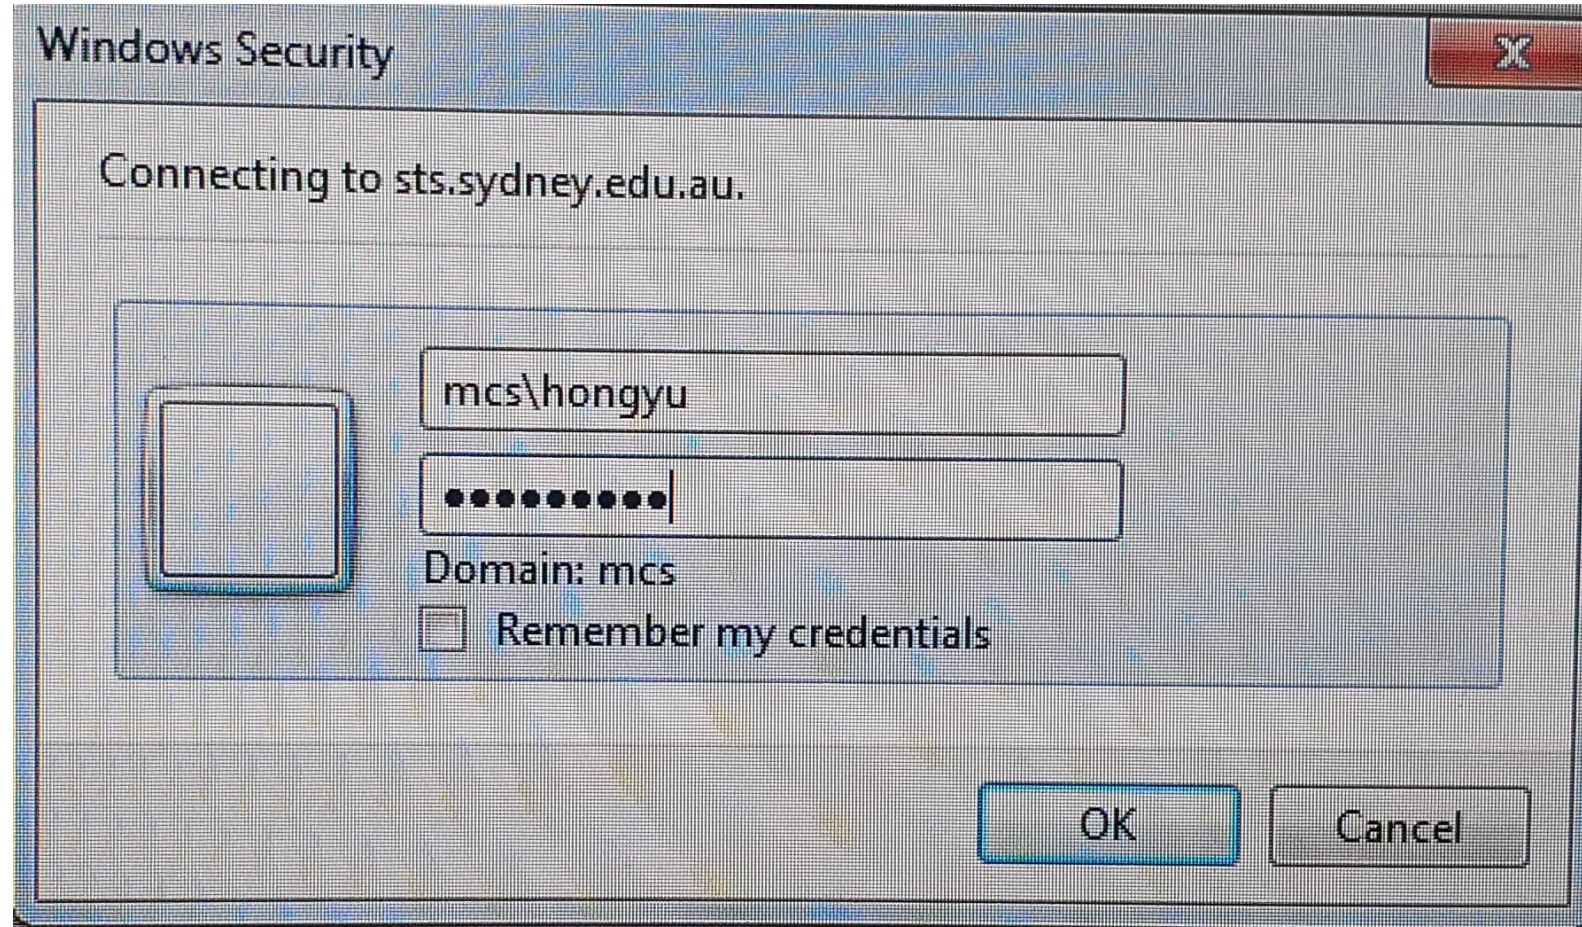 Windows Security
Connecting to sts.sydney.edu.au.
mcs\hongyu
●●●●●●●●●
Domain: mcs
Remember my credentials
OK
Cancel